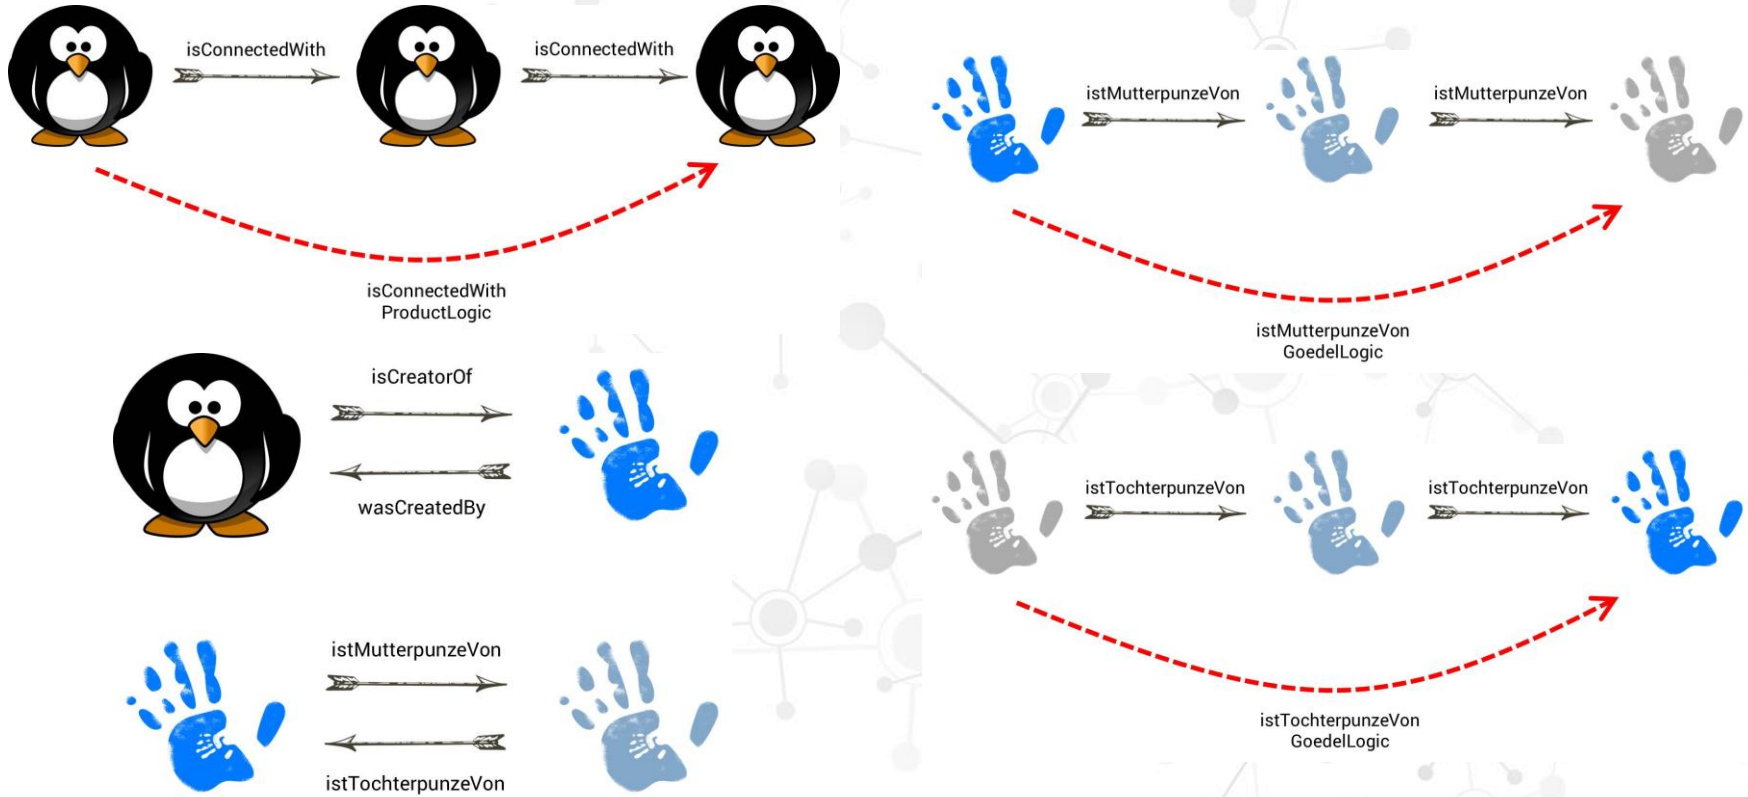 isConnectedWith
isConnectedWith
isConnectedWith
ProductLogic
isCreatorOf
wasCreatedBy
istMutterpunzeVon
istTochterpunzeVon
istMutterpunzeVon
istMutterpunzeVon
istMutterpunzeVon
GoedelLogic
istTochterpunzeVon
istTochterpunzeVon
istTochterpunzeVon
GoedelLogic